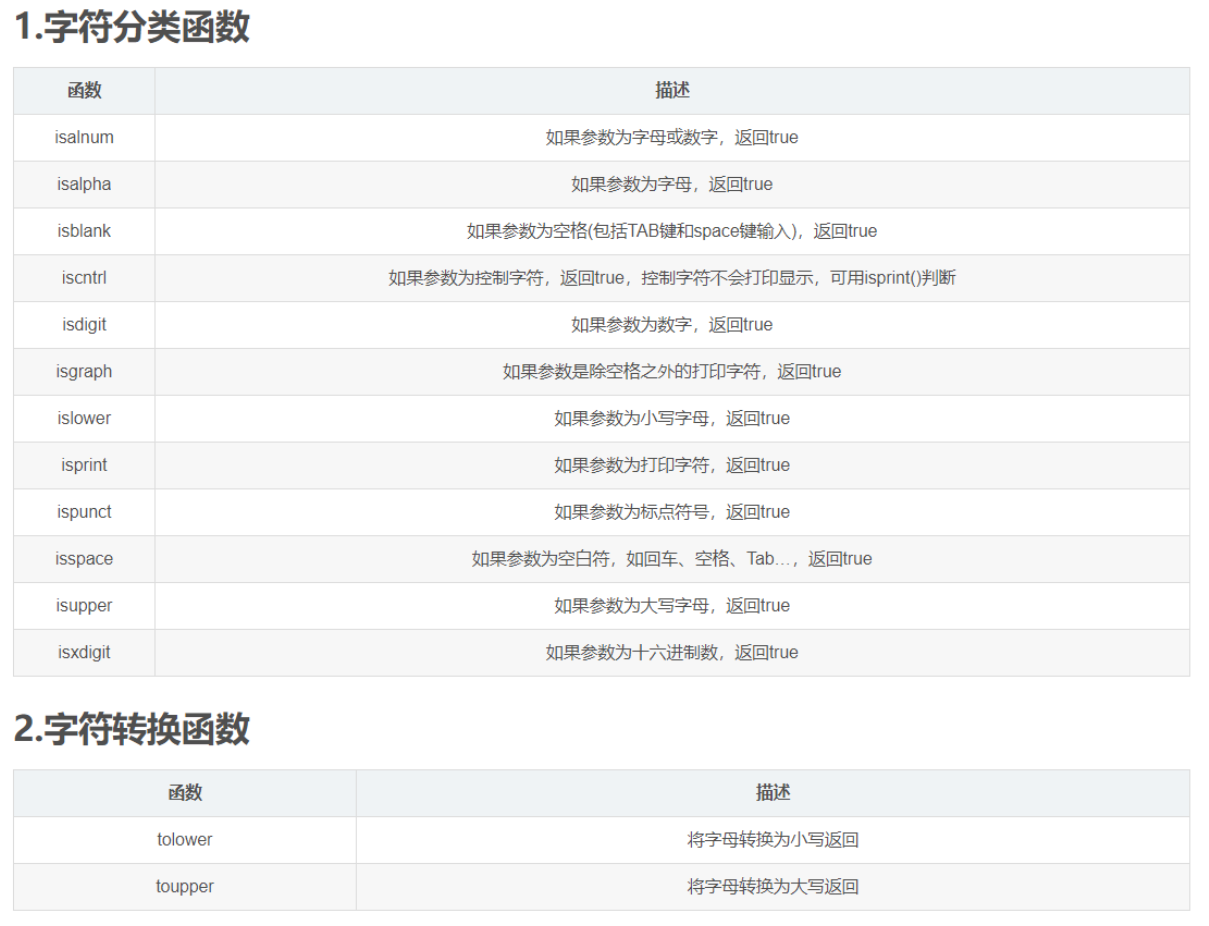 1.字符分类函数
函数 描述
isalnum 如果参数为字母或数字，返回true
isalpha 如果参数为字母，返回true
isblank 如果参数为空格(包括TAB键和space键输入)，返回true
iscntrl 如果参数为控制字符，返回true，控制字符不会打印显示，可用isprint()判断
isdigit 如果参数为数字，返回true
isgraph 如果参数是除空格之外的打印字符，返回true
islower 如果参数为小写字母，返回true
isprint 如果参数为打印字符，返回true
ispunct 如果参数为标点符号，返回true
isspace 如果参数为空白符，如回车、空格、Tab…，返回true
isupper 如果参数为大写字母，返回true
isxdigit 如果参数为十六进制数，返回true
2.字符转换函数
函数 描述
tolower 将字母转换为小写返回
toupper 将字母转换为大写返回